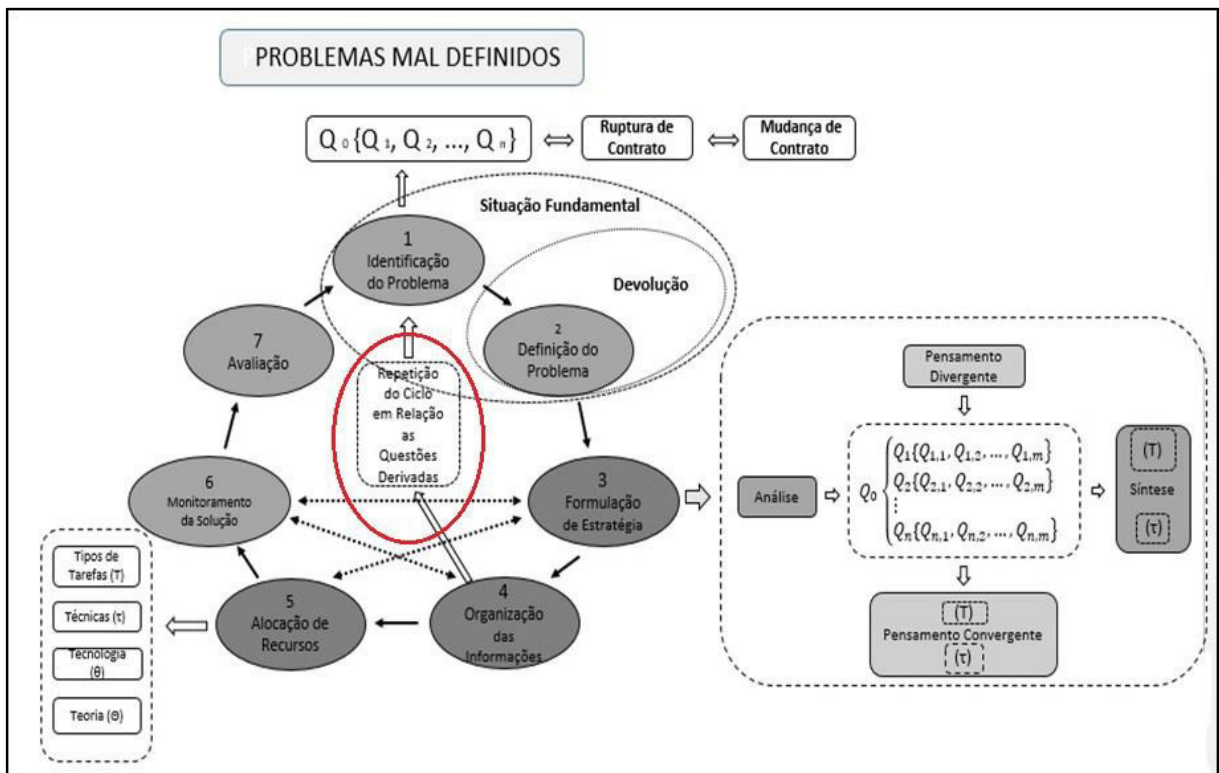 PROBLEMAS MAL DEFINIDOS
Q 0 {Q 1, Q 2, ..., Q n}
Ruptura de
Contrato
Mudança de
Contrato
Situação Fundamental
1
Identificação
do Problema
Devolução
2
Definição do
Problema
7
Avaliação
Repetição
do Ciclo
em Relação
as
Questões
Derivadas
6
Monitoramento
da Solução
3
Formulação
de Estratégia
5
Alocação de
Recursos
4
Organização
das
Informações
Tipos de
Tarefas (T)
Técnicas (τ)
Tecnologia
(θ)
Teoria (Θ)
Pensamento
Divergente
Análise
Q₀
Q₁{Q₁,₁, Q₁,₂, ..., Q₁,m}
Q₂{Q₂,₁, Q₂,₂, ..., Q₂,m}
⋮
Qₙ{Qₙ,₁, Qₙ,₂, ..., Qₙ,m}
(T)
Síntese
(τ)
(T)
Pensamento Convergente
(τ)